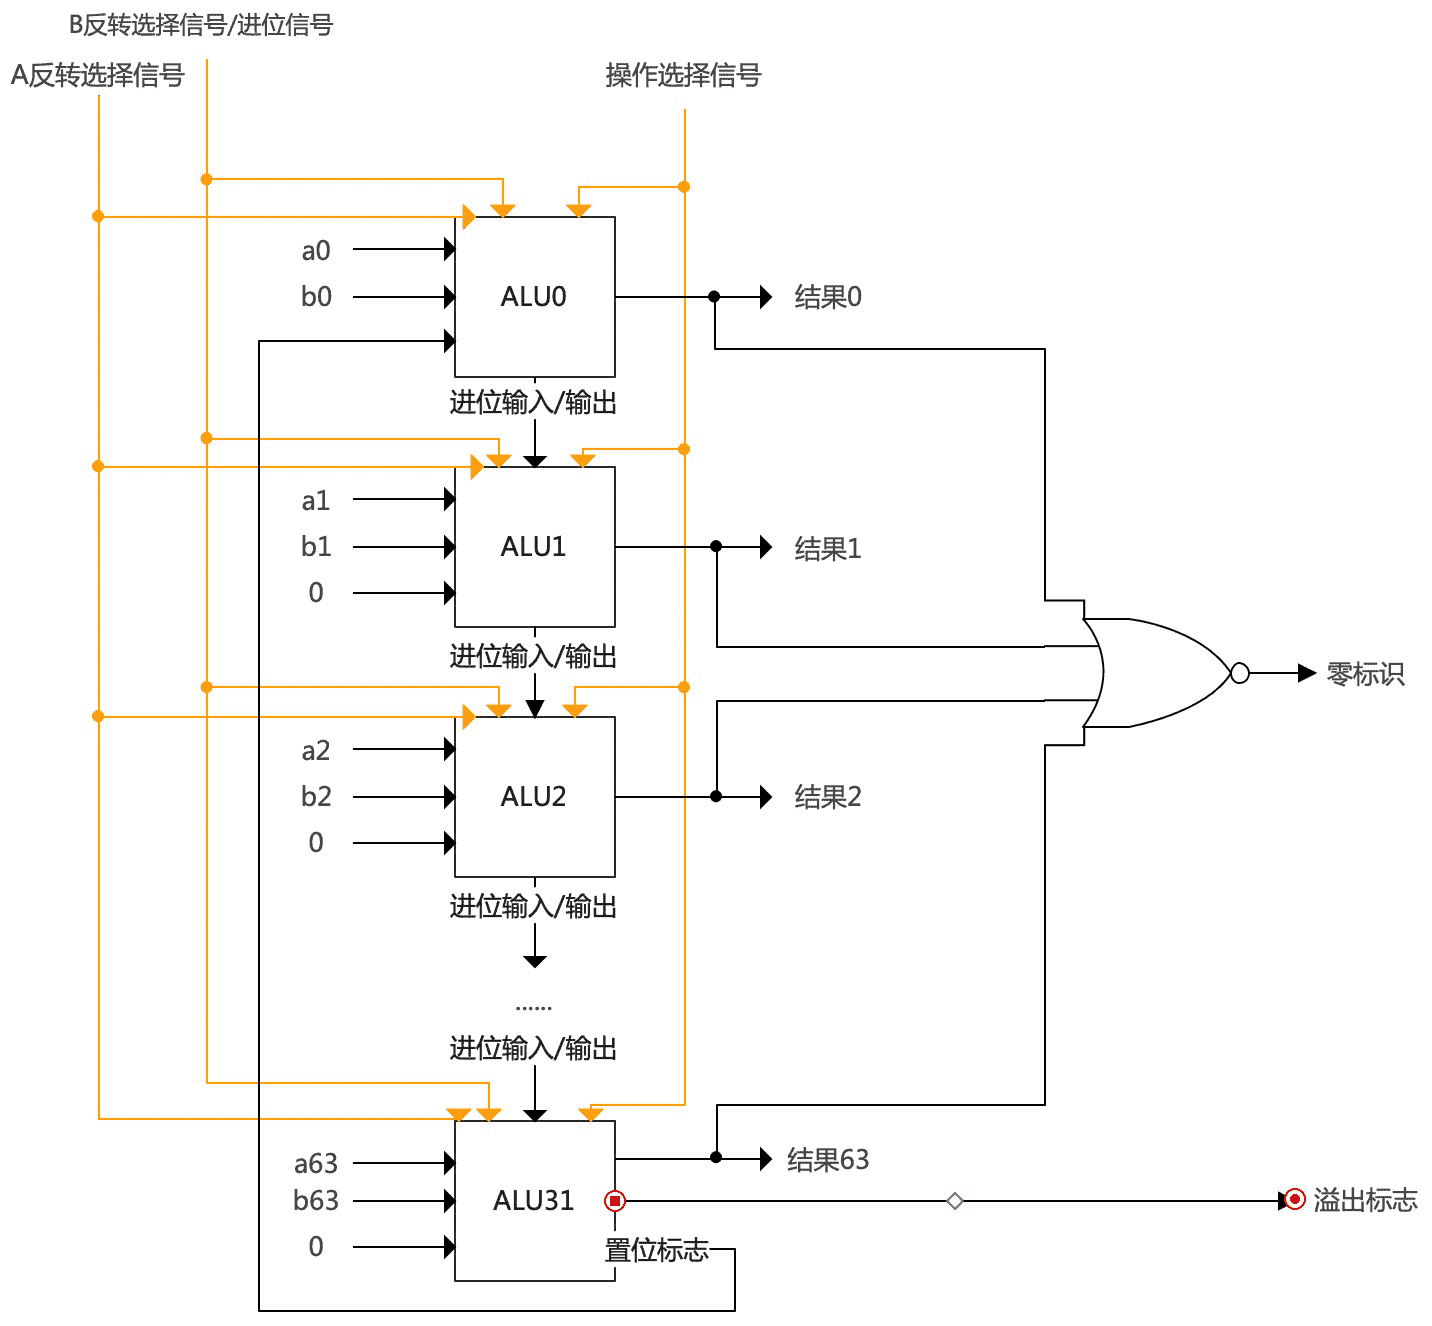 B反转选择信号/进位信号
A反转选择信号
操作选择信号
a0
b0
ALU0
结果0
进位输入/输出
a1
b1
0
ALU1
结果1
进位输入/输出
零标识
a2
b2
0
ALU2
结果2
进位输入/输出
......
进位输入/输出
a63
b63
0
ALU31
结果63
溢出标志
置位标志